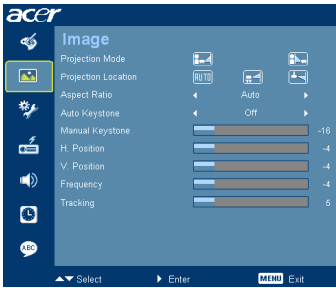 acer
Image
Projection Mode
Projection Location AUTO
Aspect Ratio Auto
Auto Keystone Off
Manual Keystone -16
H. Position -4
V. Position -4
Frequency -4
Tracking 5
ABC
Select Enter MENU Exit